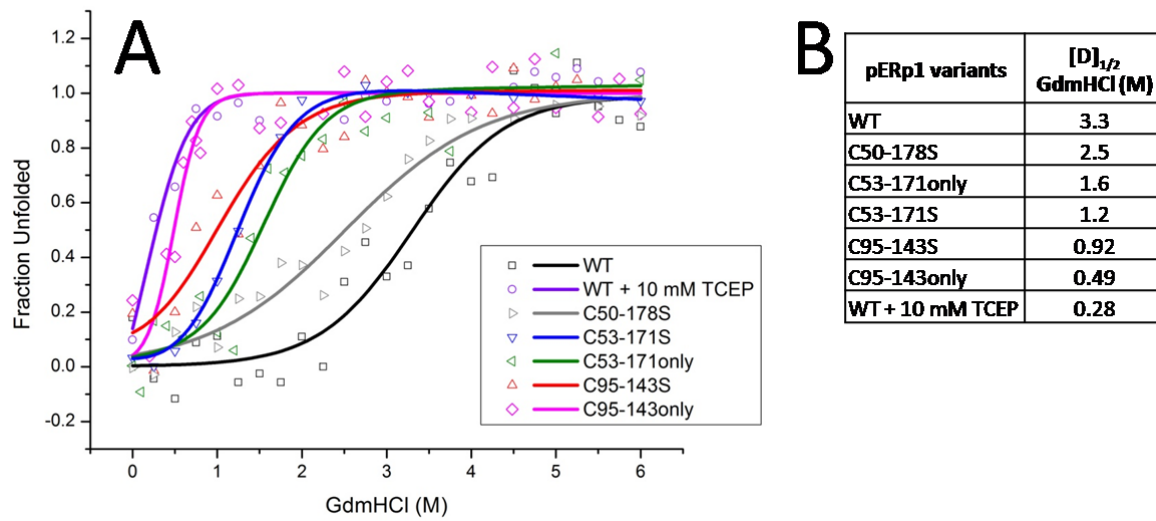 A
1.2
1.0
0.8
0.6
0.4
0.2
0.0
-0.2
Fraction Unfolded
0 1 2 3 4 5 6
GdmHCl (M)
WT
WT + 10 mM TCEP
C50-178S
C53-171S
C53-171only
C95-143S
C95-143only
B
pERp1 variants [D]1/2 GdmHCl (M)
WT 3.3
C50-178S 2.5
C53-171only 1.6
C53-171S 1.2
C95-143S 0.92
C95-143only 0.49
WT + 10 mM TCEP 0.28